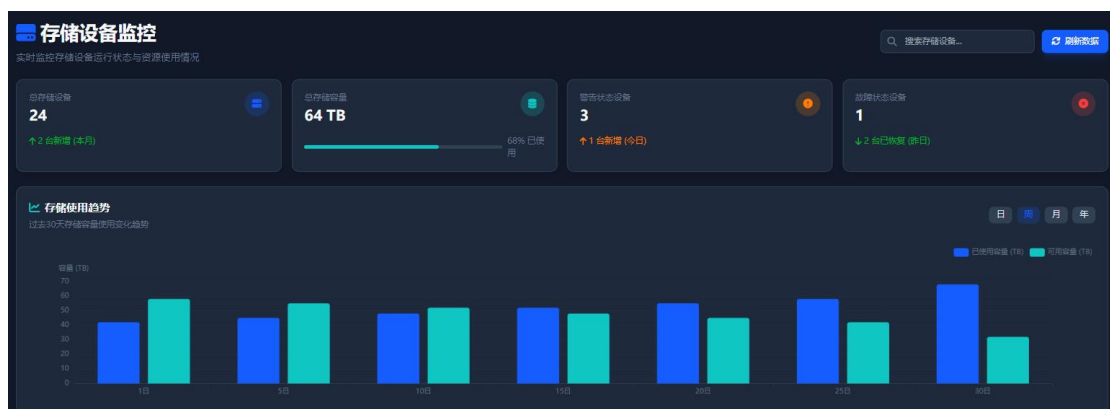 存储设备监控
实时监控存储设备运行状态与资源使用情况
搜索存储设备...
刷新数据
总存储设备
24
↑2 台新增 (本月)
总存储容量
64 TB
68% 已使用
警告状态设备
3
↑1 台新增 (今日)
故障状态设备
1
↓2 台已恢复 (昨日)
存储使用趋势
过去30天存储容量使用变化趋势
日 周 月 年
已使用容量 (TB) 可用容量 (TB)
容量 (TB)
70
60
50
40
30
20
10
0
1日 5日 10日 15日 20日 25日 30日